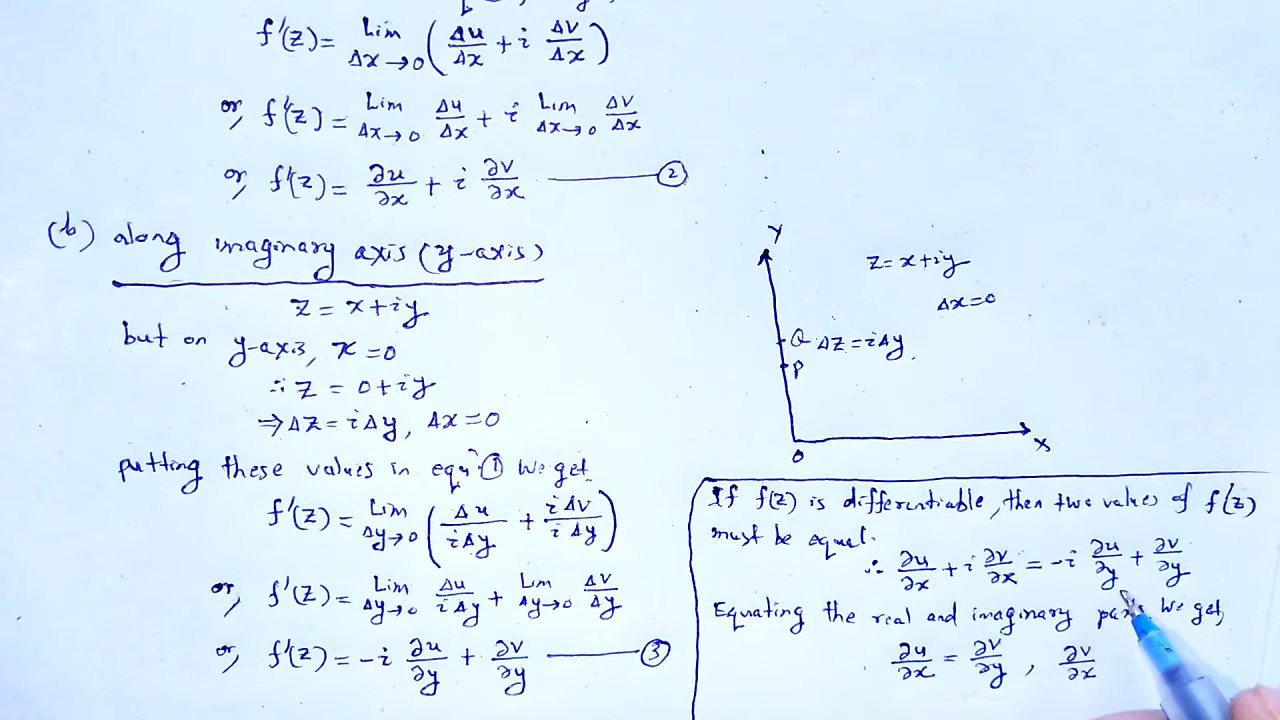 f'(z) = Lim Δx→0 (Δu/Δx + i Δv/Δx)
or, f'(z) = Lim Δx→0 Δu/Δx + i Lim Δx→0 Δv/Δx
or, f'(z) = ∂u/∂x + i ∂v/∂x —— ②
(b) along imaginary axis (y-axis)
z = x+iy
but on y-axis, x=0
∴ z = 0+iy
⇒ Δz = iΔy, Δx=0
putting these values in eqn ① we get
f'(z) = Lim Δy→0 (Δu/iΔy + iΔv/iΔy)
or, f'(z) = Lim Δy→0 Δu/iΔy + Lim Δy→0 Δv/Δy
or, f'(z) = -i ∂u/∂y + ∂v/∂y —— ③
Y
z = x+iy
Δx=0
Q Δz = iΔy.
P
O
X
If f(z) is differentiable, then two values of f'(z)
must be equal.
∴ ∂u/∂x + i ∂v/∂x = -i ∂u/∂y + ∂v/∂y
Equating the real and imaginary We get,
∂u/∂x = ∂v/∂y , ∂v/∂x